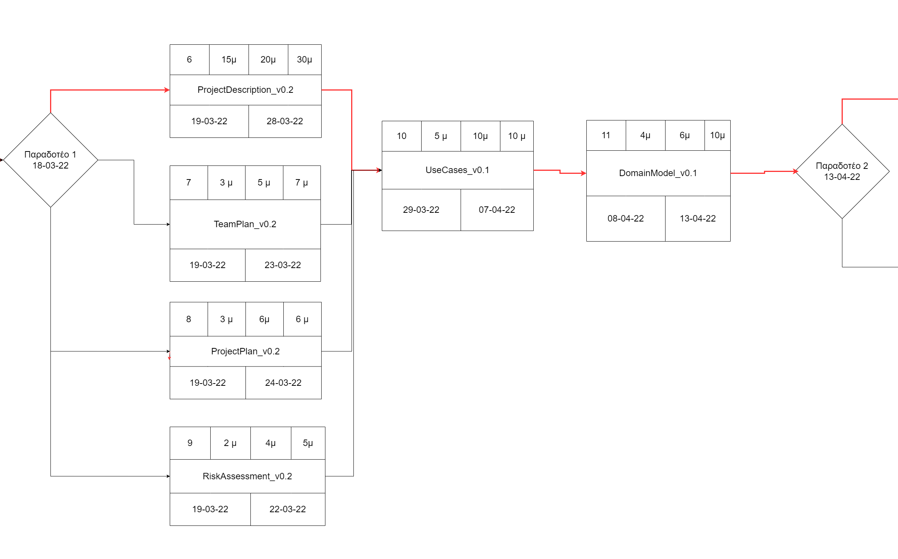 Παραδοτέο 1
18-03-22
6 15μ 20μ 30μ
ProjectDescription_v0.2
19-03-22 28-03-22
7 3 μ 5 μ 7 μ
TeamPlan_v0.2
19-03-22 23-03-22
8 3 μ 6μ 6 μ
ProjectPlan_v0.2
19-03-22 24-03-22
9 2 μ 4μ 5μ
RiskAssessment_v0.2
19-03-22 22-03-22
10 5 μ 10μ 10 μ
UseCases_v0.1
29-03-22 07-04-22
11 4μ 6μ 10μ
DomainModel_v0.1
08-04-22 13-04-22
Παραδοτέο 2
13-04-22